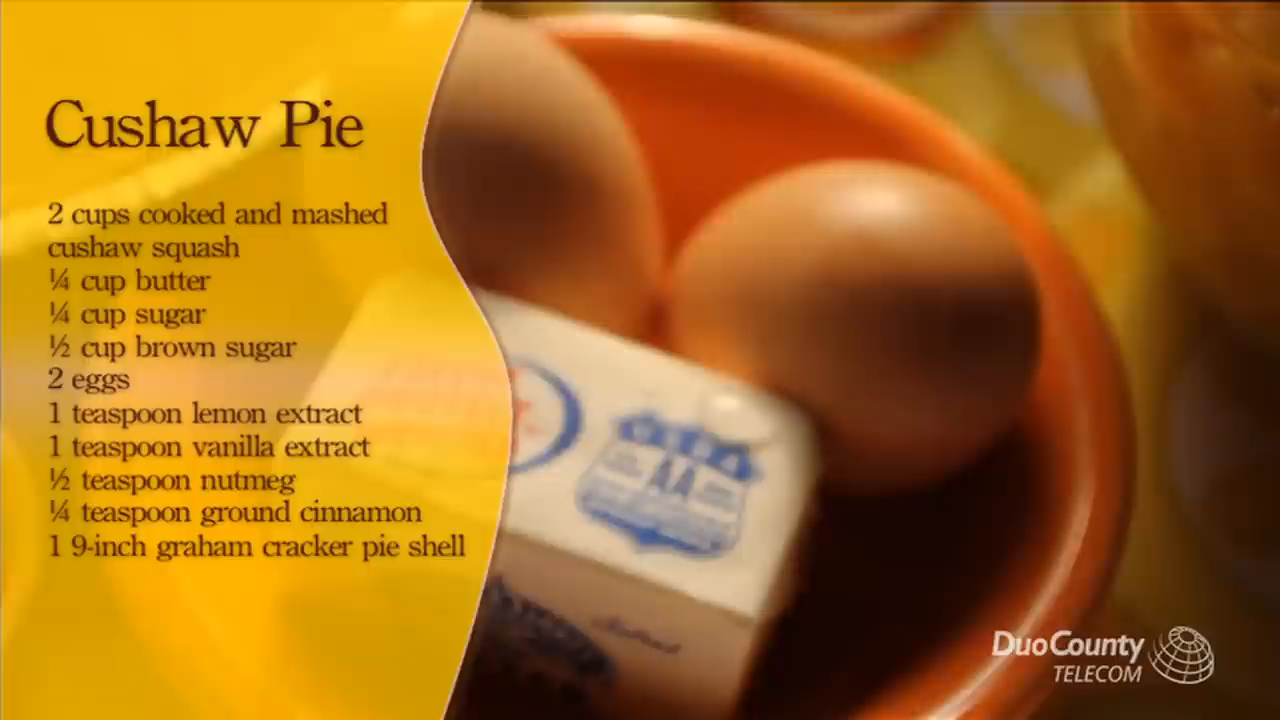 Cushaw Pie
2 cups cooked and mashed
cushaw squash
¼ cup butter
¼ cup sugar
½ cup brown sugar
2 eggs
1 teaspoon lemon extract
1 teaspoon vanilla extract
½ teaspoon nutmeg
¼ teaspoon ground cinnamon
1 9-inch graham cracker pie shell
AA
DuoCounty
TELECOM